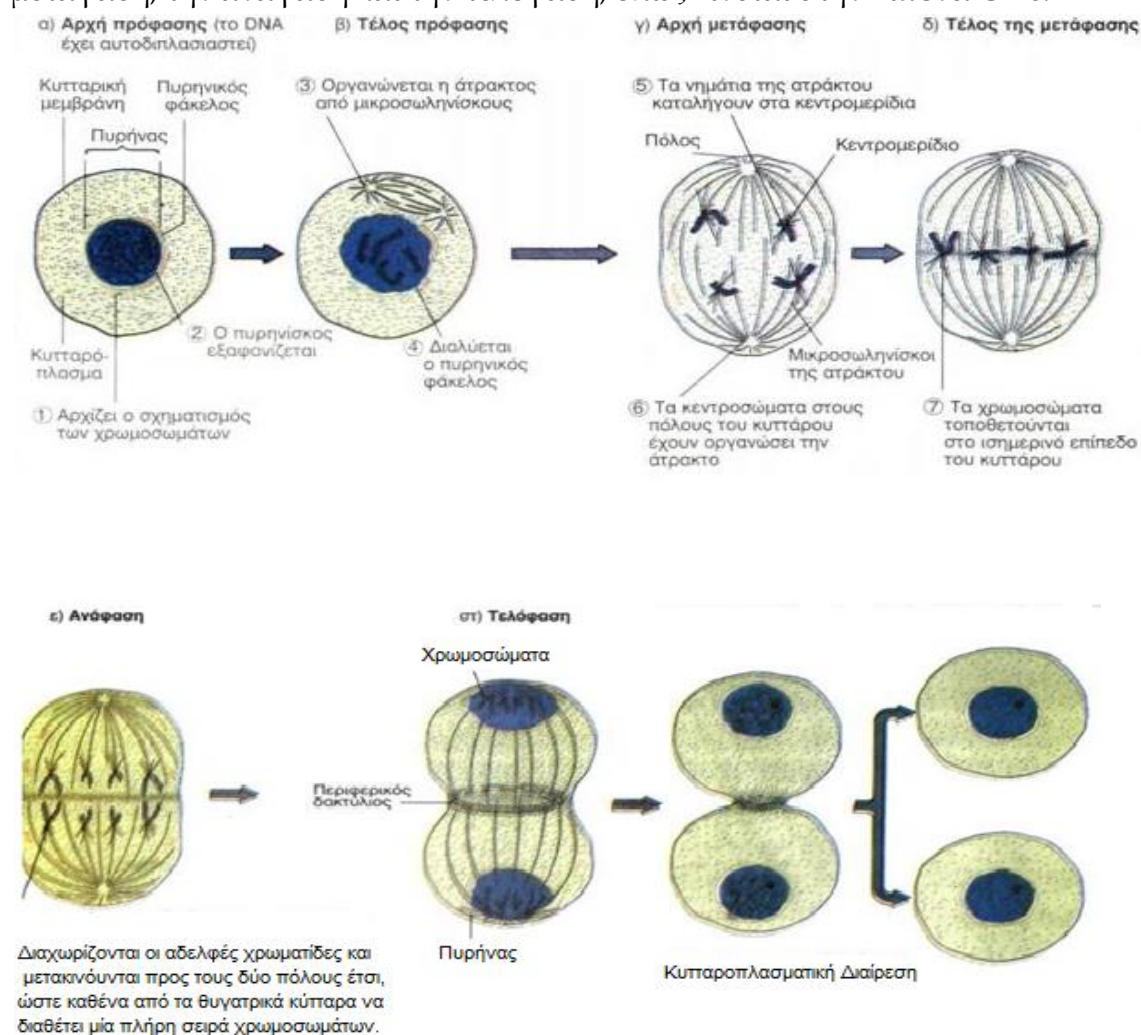 α) Αρχή πρόφασης (το DNA
έχει αυτοδιπλασιαστεί)
β) Τέλος πρόφασης
γ) Αρχή μετάφασης
δ) Τέλος της μετάφασης
Κυτταρική
μεμβράνη
Πυρηνικός
φάκελος
Πυρήνας
③ Οργανώνεται η άτρακτος
από μικροσωληνίσκους
⑤ Τα νημάτια της ατράκτου
καταλήγουν στα κεντρομερίδια
Πόλος
Κεντρομερίδιο
② Ο πυρηνίσκος
εξαφανίζεται
④ Διαλύεται
ο πυρηνικός
φάκελος
Κυτταρό-
πλασμα
① Αρχίζει ο σχηματισμός
των χρωμοσωμάτων
Μικροσωληνίσκοι
της ατράκτου
⑥ Τα κεντροσώματα στους
πόλους του κυττάρου
έχουν οργανώσει την
άτρακτο
⑦ Τα χρωμοσώματα
τοποθετούνται
στο ισημερινό επίπεδο
του κυττάρου
ε) Ανάφαση
στ) Τελόφαση
Χρωμοσώματα
Περιφερικός
δακτύλιος
Πυρήνας
Κυτταροπλασματική Διαίρεση
Διαχωρίζονται οι αδελφές χρωματίδες και
μετακινόυνται προς τους δύο πόλους έτσι,
ώστε καθένα από τα θυγατρικά κύτταρα να
διαθέτει μία πλήρη σειρά χρωμοσωμάτων.